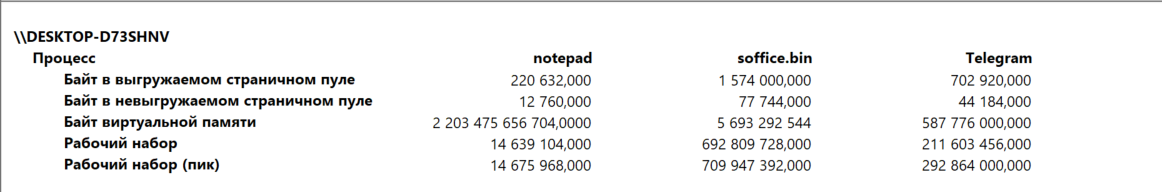 \\DESKTOP-D73SHNV
Процесс notepad soffice.bin Telegram
Байт в выгружаемом страничном пуле 220 632,000 1 574 000,000 702 920,000
Байт в невыгружаемом страничном пуле 12 760,000 77 744,000 44 184,000
Байт виртуальной памяти 2 203 475 656 704,0000 5 693 292 544 587 776 000,000
Рабочий набор 14 639 104,000 692 809 728,000 211 603 456,000
Рабочий набор (пик) 14 675 968,000 709 947 392,000 292 864 000,000